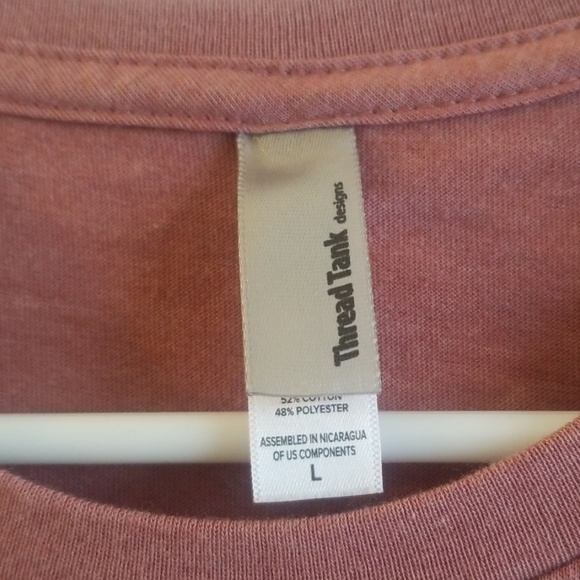 Thread Tank designs
52% COTTON
48% POLYESTER
ASSEMBLED IN NICARAGUA
OF US COMPONENTS
L